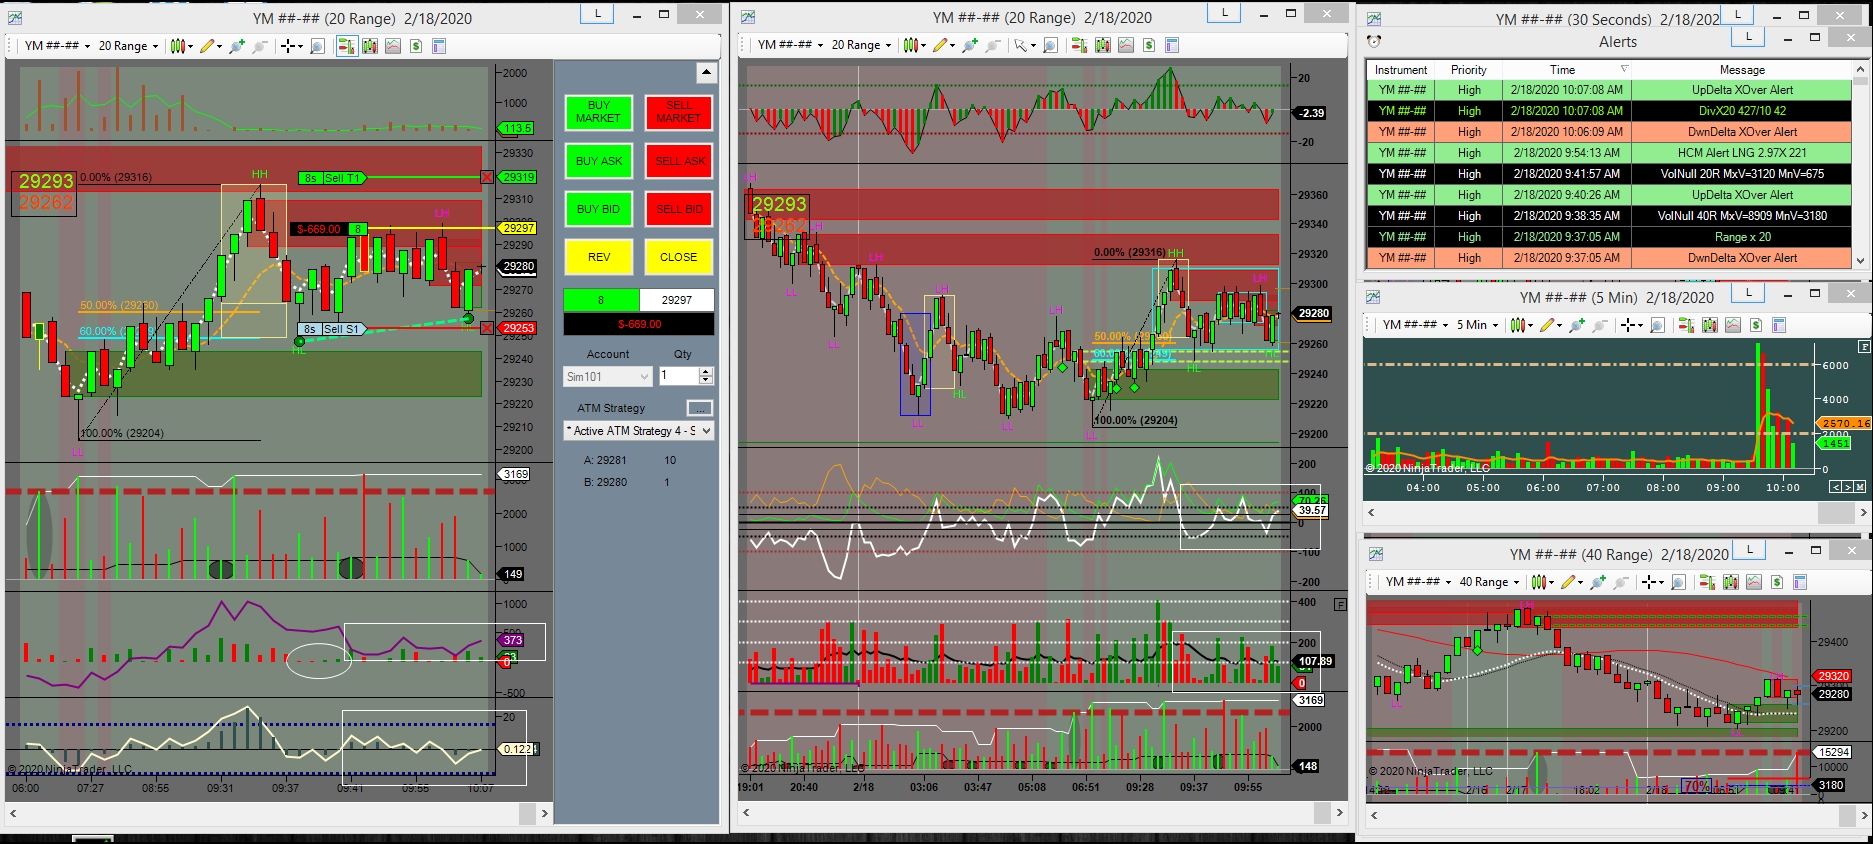 YM ##-## (20 Range)  2/18/2020
L
YM ##-## 20 Range
2000
1000
113.5
29330
29319
29310
29297
29290
29280
29270
29253
29240
29230
29220
29210
29200
29293
29262
0.00% (29316)
HH
8s Sell T1
LH
$-669.00 8
50.00% (29260)
8s Sell S1
HL
100.00% (29204)
LL
3169
2000
1000
149
1000
373
0
-500
20
0.122
© 2020 NinjaTrader, LLC
06:00 07:27 08:55 09:31 09:37 09:41 09:55 10:07
BUY MARKET
SELL MARKET
BUY ASK
SELL ASK
BUY BID
SELL BID
REV
CLOSE
8 29297
$-669.00
Account Qty
Sim101 1
ATM Strategy ...
* Active ATM Strategy 4 - S
A: 29281 10
B: 29280 1
YM ##-## (20 Range)  2/18/2020
L
YM ##-## 20 Range
20
-2.39
-20
29360
29340
29320
29300
29280
29260
29240
29220
29200
LH
29293
LH
LL
LH
LL
LH
LL
HL
LL
LH
LL
0.00% (29316)
HH
LH
HL
HL
100.00% (29204)
200
70.26
39.57
0
-100
-200
400
F
200
107.89
0
3169
2000
148
© 2020 NinjaTrader, LLC
19:01 20:40 2/18 03:06 03:47 05:08 06:51 09:28 09:37 09:55
YM ##-## (30 Seconds)  2/18/202
L
Alerts
L
Instrument Priority Time Message
YM ##-## High 2/18/2020 10:07:08 AM UpDelta XOver Alert
YM ##-## High 2/18/2020 10:07:08 AM DivX20 427/10 42
YM ##-## High 2/18/2020 10:06:09 AM DwnDelta XOver Alert
YM ##-## High 2/18/2020 9:54:13 AM HCM Alert LNG 2.97X 221
YM ##-## High 2/18/2020 9:41:57 AM VolNull 20R MxV=3120 MnV=675
YM ##-## High 2/18/2020 9:40:26 AM UpDelta XOver Alert
YM ##-## High 2/18/2020 9:38:35 AM VolNull 40R MxV=8909 MnV=3180
YM ##-## High 2/18/2020 9:37:05 AM Range x 20
YM ##-## High 2/18/2020 9:37:05 AM DwnDelta XOver Alert
YM ##-## (5 Min)  2/18/2020
L
YM ##-## 5 Min
F
6000
4000
2570.16
2000
1451
0
© 2020 NinjaTrader, LLC
04:00 05:00 06:00 07:00 08:00 09:00 10:00
< > M
YM ##-## (40 Range)  2/18/2020
L
YM ##-## 40 Range
LH
29400
29320
29280
29200
LL
LL
15294
10000
3180
© 2020 NinjaTrader, LLC
70%
2/16 2/17 18:02